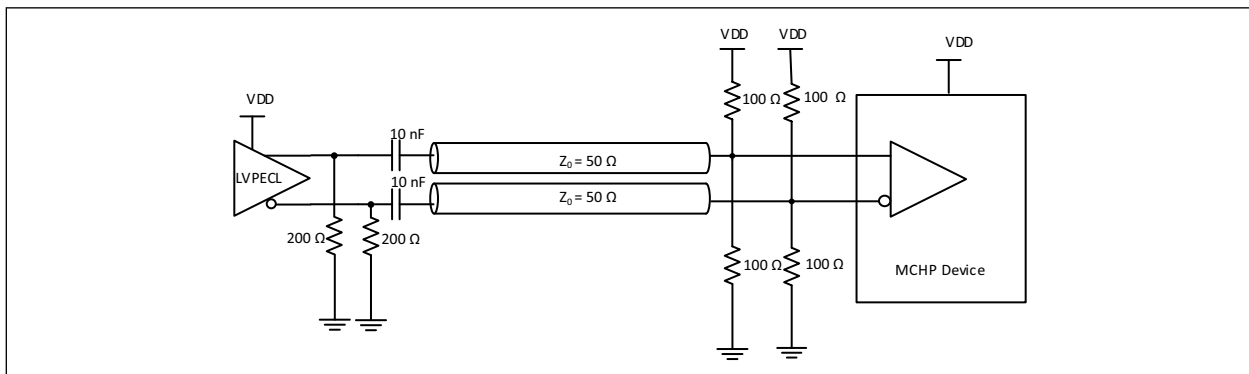 VDD
VDD
VDD
VDD
100 Ω
100 Ω
10 nF
LVPECL
Z₀ = 50 Ω
10 nF
Z₀ = 50 Ω
200 Ω
200 Ω
100 Ω
100 Ω
MCHP Device